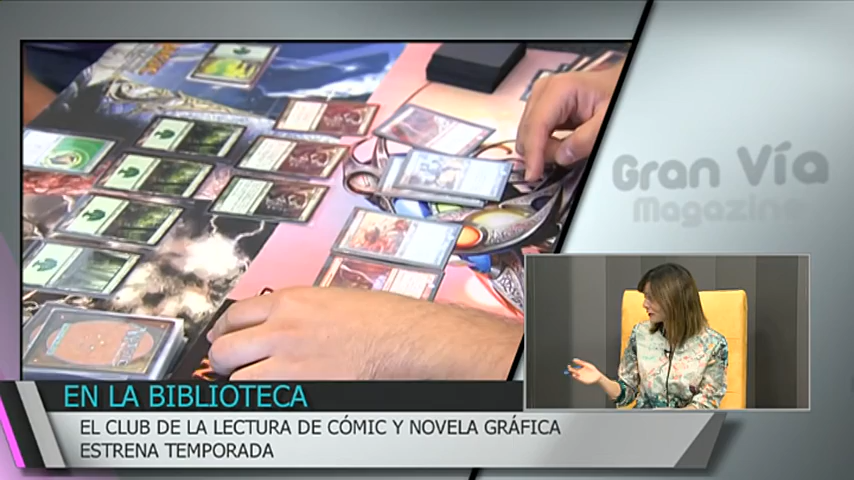 Gran Vía
Magazine
EN LA BIBLIOTECA
EL CLUB DE LA LECTURA DE CÓMIC Y NOVELA GRÁFICA
ESTRENA TEMPORADA